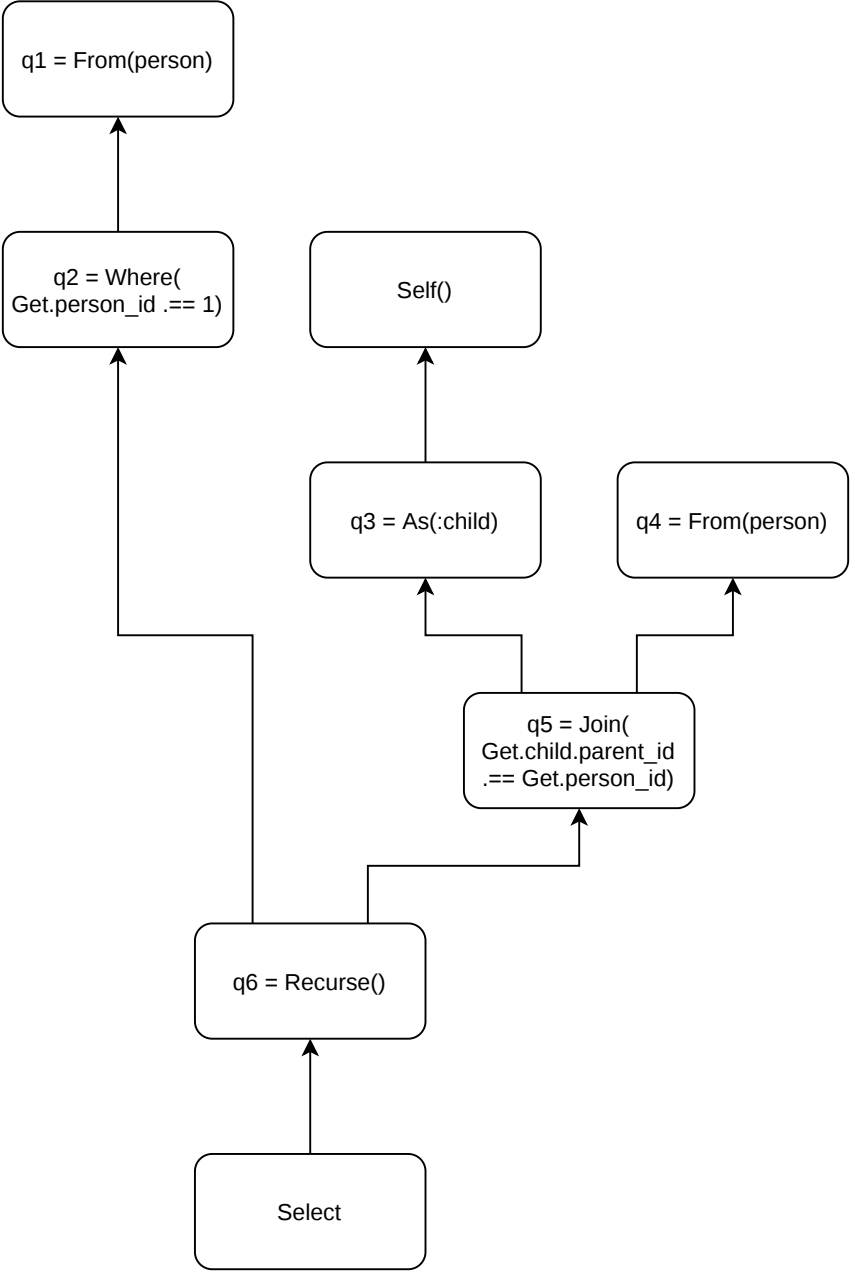 q1 = From(person)
q2 = Where(
Get.person_id .== 1)
Self()
q3 = As(:child)
q4 = From(person)
q5 = Join(
Get.child.parent_id
.== Get.person_id)
q6 = Recurse()
Select